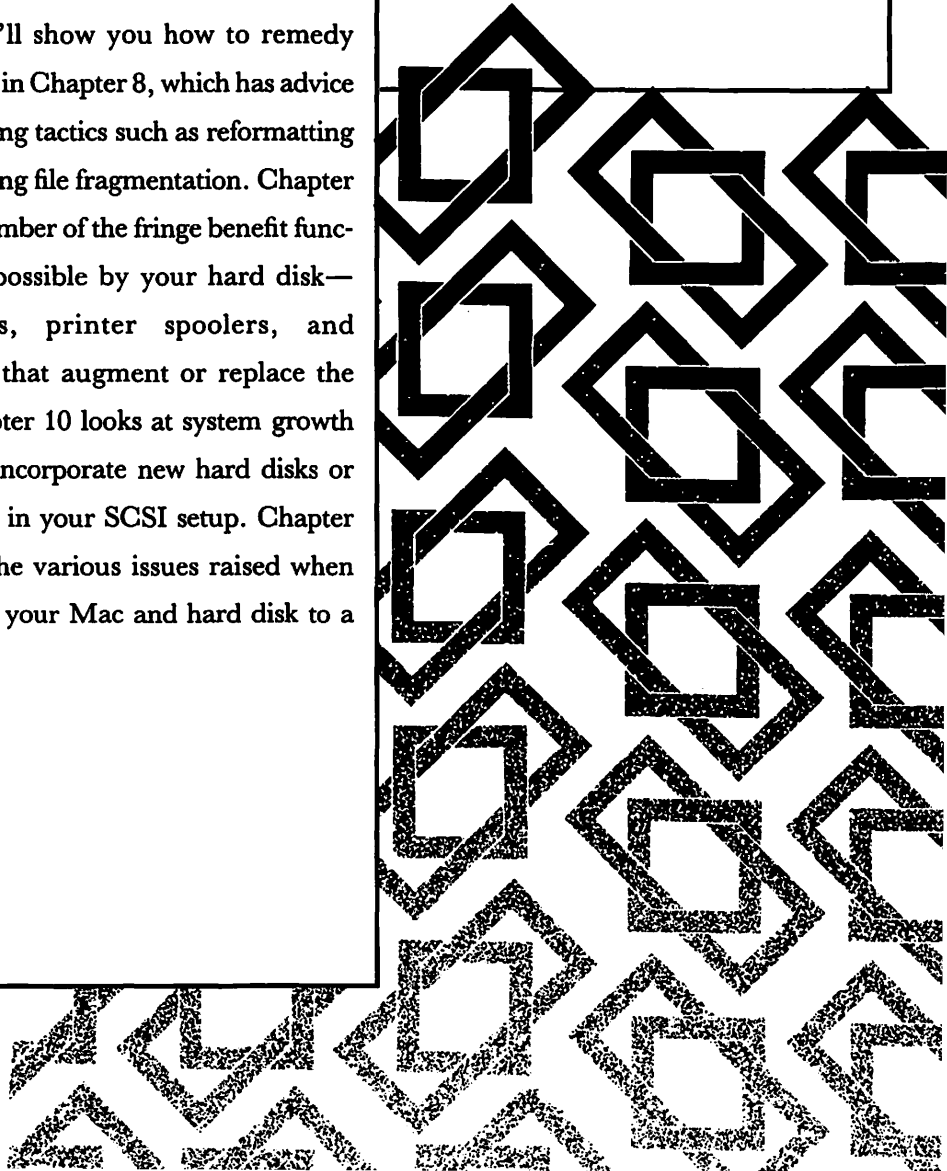 'll show you how to remedy
in Chapter 8, which has advice
ng tactics such as reformatting
ng file fragmentation. Chapter
mber of the fringe benefit func-
possible by your hard disk—
s, printer spoolers, and
that augment or replace the
ter 10 looks at system growth
ncorporate new hard disks or
in your SCSI setup. Chapter
he various issues raised when
your Mac and hard disk to a